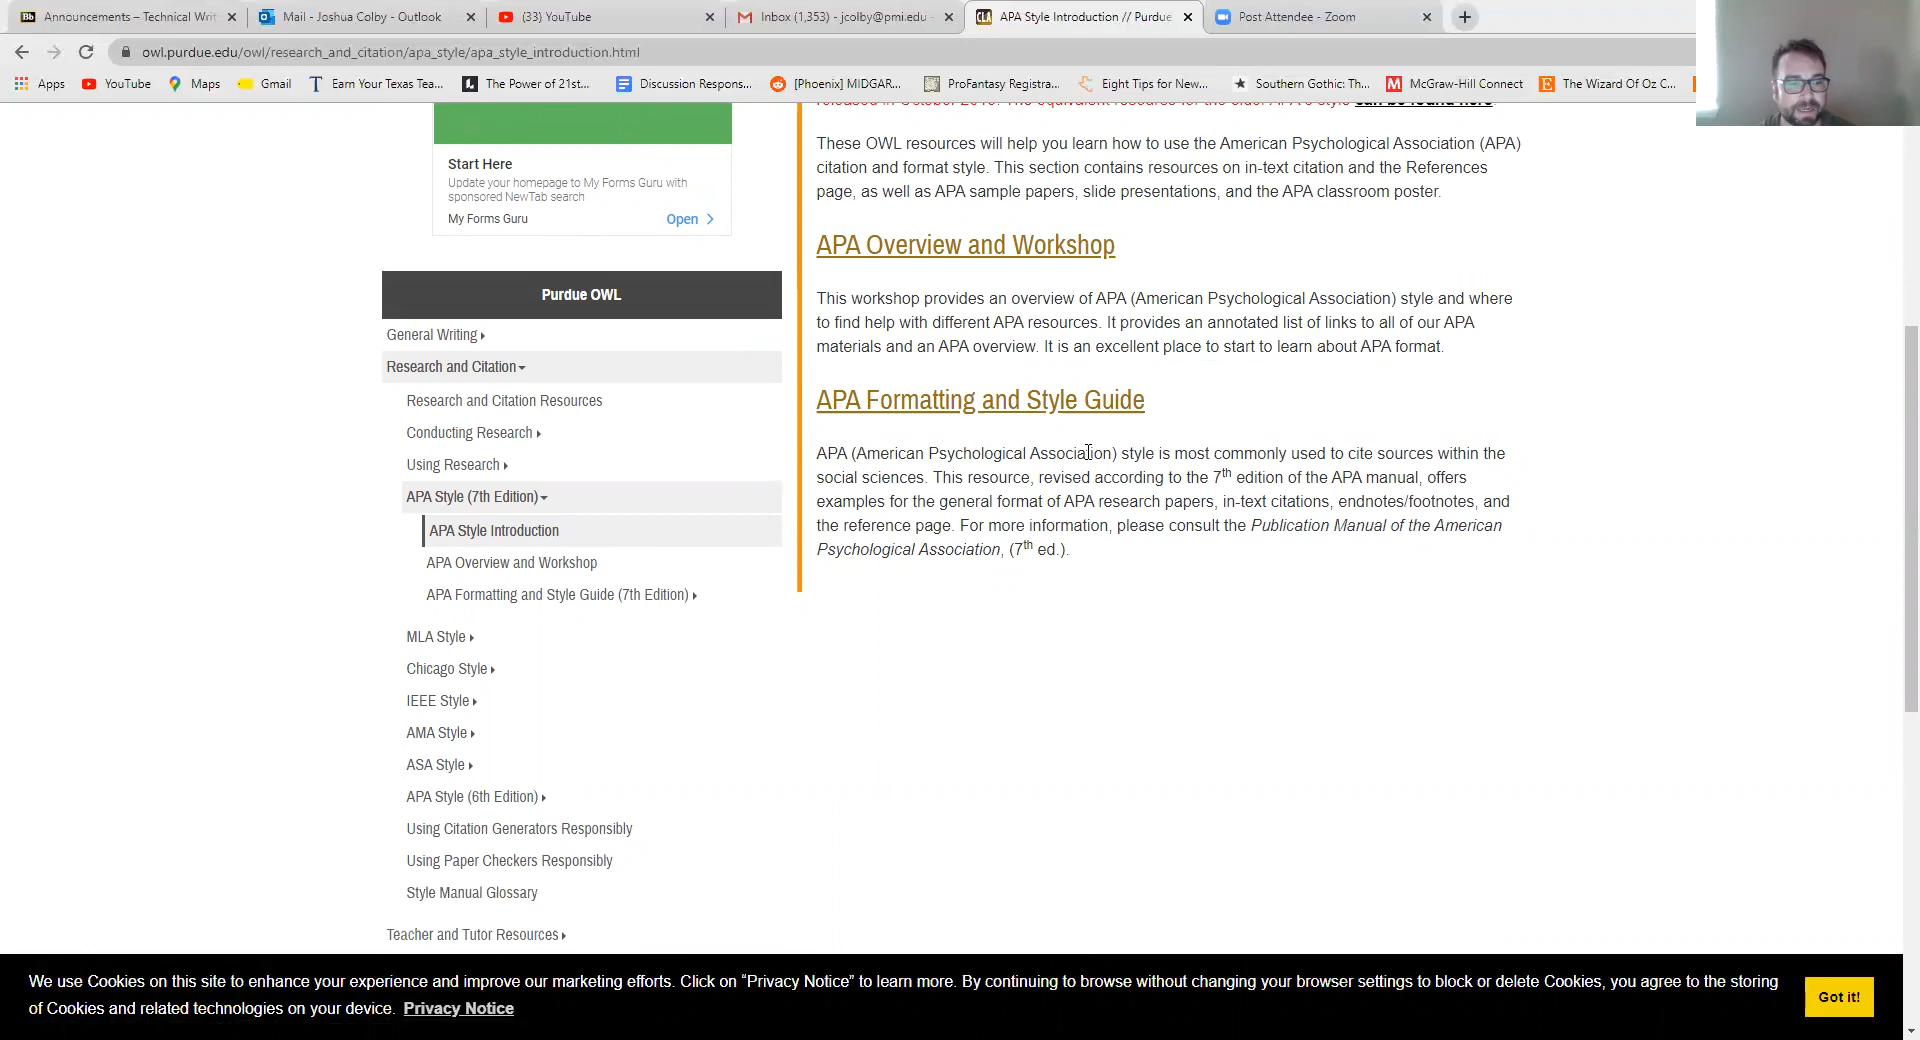 Announcements – Technical Writ
Mail - Joshua Colby - Outlook
(33) YouTube
Inbox (1,353) - jcolby@pmi.edu -
APA Style Introduction // Purdue
Post Attendee - Zoom
owl.purdue.edu/owl/research_and_citation/apa_style/apa_style_introduction.html
Apps
YouTube
Maps
Gmail
Earn Your Texas Tea...
The Power of 21st...
Discussion Respons...
[Phoenix] MIDGAR...
ProFantasy Registra...
Eight Tips for New...
Southern Gothic: Th...
McGraw-Hill Connect
The Wizard Of Oz C...
Start Here
Update your homepage to My Forms Guru with
sponsored NewTab search
My Forms Guru
Open
Purdue OWL
General Writing
Research and Citation
Research and Citation Resources
Conducting Research
Using Research
APA Style (7th Edition)
APA Style Introduction
APA Overview and Workshop
APA Formatting and Style Guide (7th Edition)
MLA Style
Chicago Style
IEEE Style
AMA Style
ASA Style
APA Style (6th Edition)
Using Citation Generators Responsibly
Using Paper Checkers Responsibly
Style Manual Glossary
Teacher and Tutor Resources
can be found here
These OWL resources will help you learn how to use the American Psychological Association (APA)
citation and format style. This section contains resources on in-text citation and the References
page, as well as APA sample papers, slide presentations, and the APA classroom poster.
APA Overview and Workshop
This workshop provides an overview of APA (American Psychological Association) style and where
to find help with different APA resources. It provides an annotated list of links to all of our APA
materials and an APA overview. It is an excellent place to start to learn about APA format.
APA Formatting and Style Guide
APA (American Psychological Association) style is most commonly used to cite sources within the
social sciences. This resource, revised according to the 7th edition of the APA manual, offers
examples for the general format of APA research papers, in-text citations, endnotes/footnotes, and
the reference page. For more information, please consult the Publication Manual of the American
Psychological Association, (7th ed.).
We use Cookies on this site to enhance your experience and improve our marketing efforts. Click on “Privacy Notice” to learn more. By continuing to browse without changing your browser settings to block or delete Cookies, you agree to the storing
of Cookies and related technologies on your device. Privacy Notice
Got it!